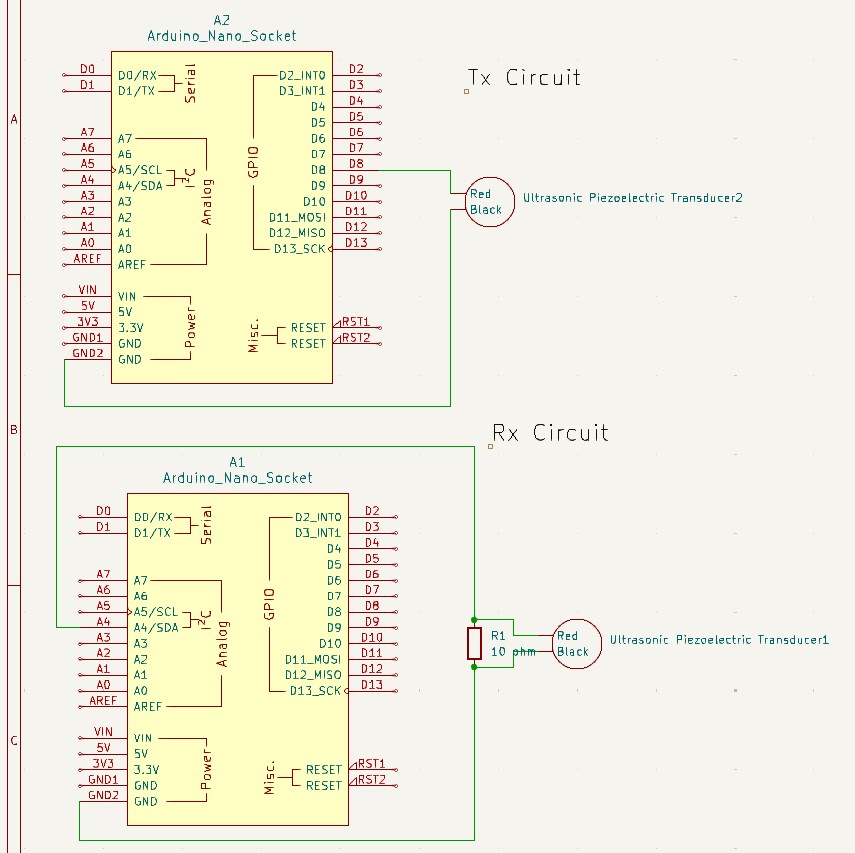 A2
Arduino_Nano_Socket
Tx Circuit
D0 D0/RX Serial D2_INT0 D2
D1 D1/TX D3_INT1 D3
D4 D4
A D5 D5
A7 A7 D6 D6
A6 A6 GPIO D7 D7
A5 A5/SCL I²C D8 D8
A4 A4/SDA Analog D9 D9 Red Ultrasonic Piezoelectric Transducer2
A3 A3 D10 D10 Black
A2 A2 D11_MOSI D11
A1 A1 D12_MISO D12
A0 A0 D13_SCK D13
AREF AREF
VIN VIN Power
5V 5V
3V3 3.3V Misc. RESET RST1
GND1 GND RESET RST2
GND2 GND
B
Rx Circuit
A1
Arduino_Nano_Socket
D0 D0/RX Serial D2_INT0 D2
D1 D1/TX D3_INT1 D3
D4 D4
D5 D5
A7 A7 D6 D6
A6 A6 GPIO D7 D7
A5 A5/SCL I²C D8 D8
A4 A4/SDA Analog D9 D9 R1 Red Ultrasonic Piezoelectric Transducer1
A3 A3 D10 D10 10 ohm Black
A2 A2 D11_MOSI D11
A1 A1 D12_MISO D12
A0 A0 D13_SCK D13
AREF AREF
C
VIN VIN Power
5V 5V
3V3 3.3V Misc. RESET RST1
GND1 GND RESET RST2
GND2 GND